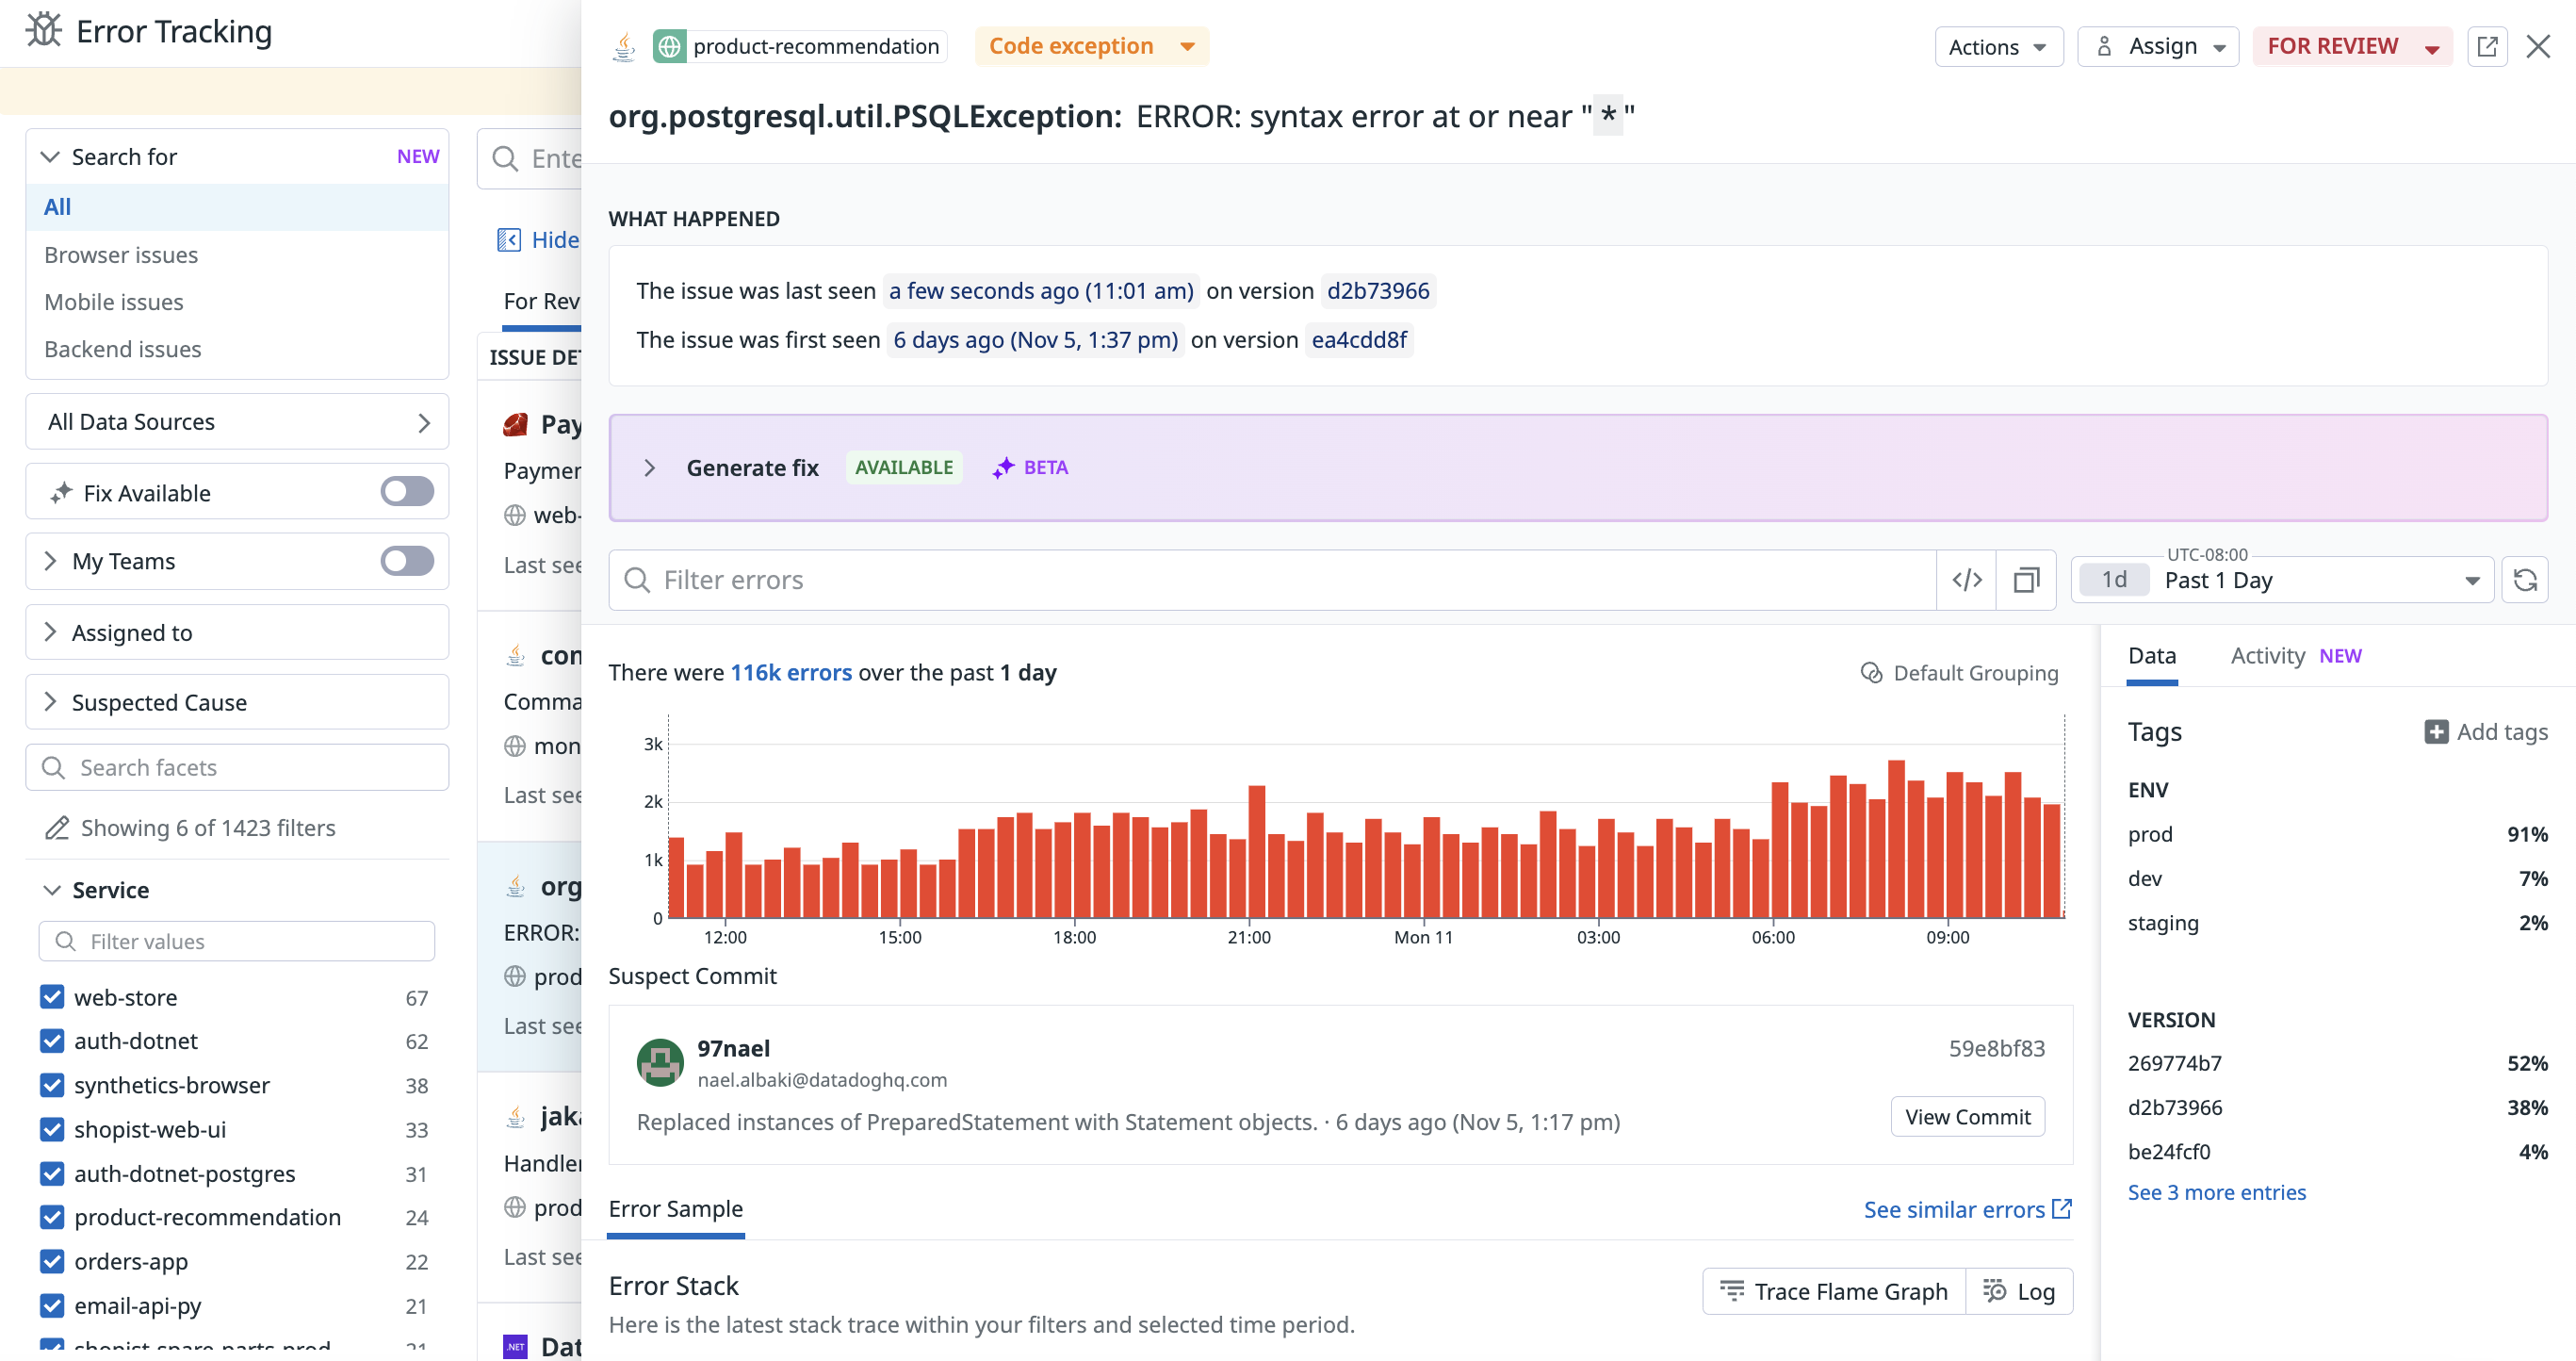 Error Tracking
Search for NEW
All
Browser issues
Mobile issues
Backend issues
All Data Sources
Fix Available
My Teams
Assigned to
Suspected Cause
Search facets
Showing 6 of 1423 filters
Service
Filter values
web-store 67
auth-dotnet 62
synthetics-browser 38
shopist-web-ui 33
auth-dotnet-postgres 31
product-recommendation 24
orders-app 22
email-api-py 21
shopist-spare-parts-prod 21
Ente
Hide
For Rev
ISSUE DET
Pay
Paymen
web-
Last see
con
Comma
mon
Last see
org
ERROR:
prod
Last see
jaka
Handler
prod
Last see
.NET Dat
product-recommendation Code exception Actions Assign FOR REVIEW
org.postgresql.util.PSQLException: ERROR: syntax error at or near "*"
WHAT HAPPENED
The issue was last seen a few seconds ago (11:01 am) on version d2b73966
The issue was first seen 6 days ago (Nov 5, 1:37 pm) on version ea4cdd8f
Generate fix AVAILABLE BETA
Filter errors </> UTC-08:00
1d Past 1 Day
There were 116k errors over the past 1 day Default Grouping
3k
2k
1k
0
12:00 15:00 18:00 21:00 Mon 11 03:00 06:00 09:00
Suspect Commit
97nael 59e8bf83
nael.albaki@datadoghq.com
Replaced instances of PreparedStatement with Statement objects. · 6 days ago (Nov 5, 1:17 pm) View Commit
Error Sample See similar errors
Error Stack Trace Flame Graph Log
Here is the latest stack trace within your filters and selected time period.
Data Activity NEW
Tags Add tags
ENV
prod 91%
dev 7%
staging 2%
VERSION
269774b7 52%
d2b73966 38%
be24fcf0 4%
See 3 more entries